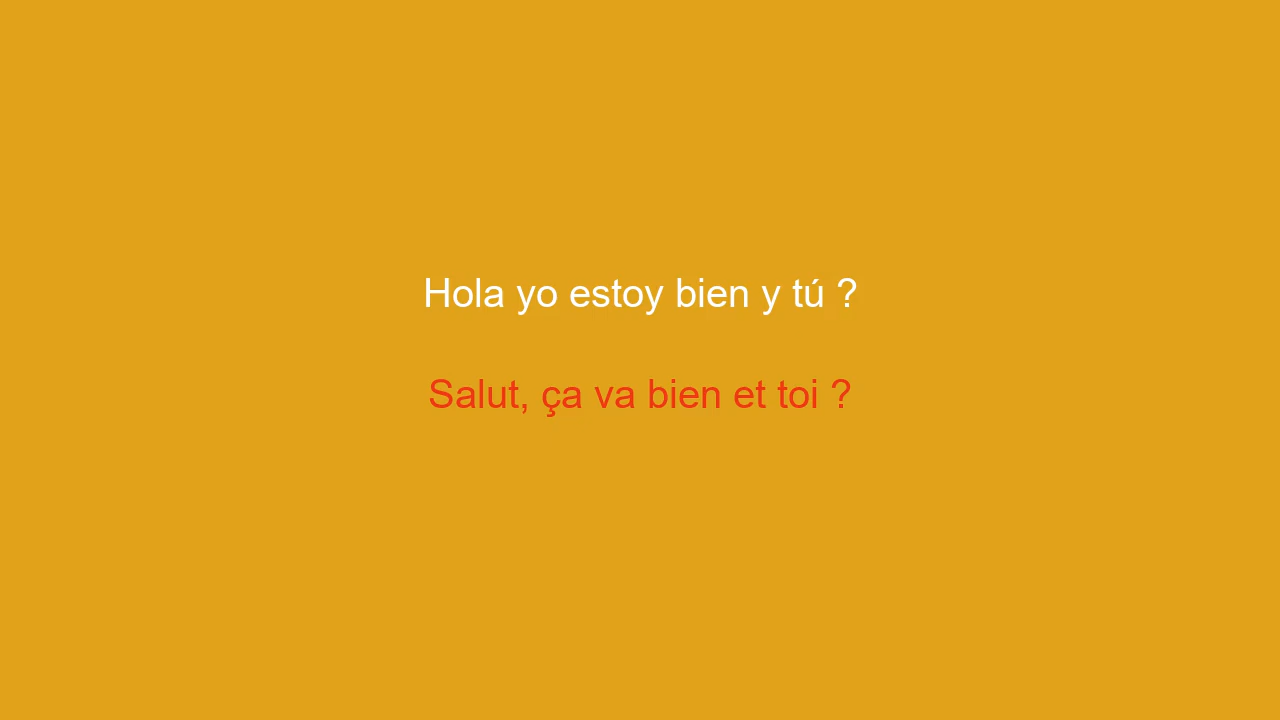 Hola yo estoy bien y tú ?
Salut, ça va bien et toi ?